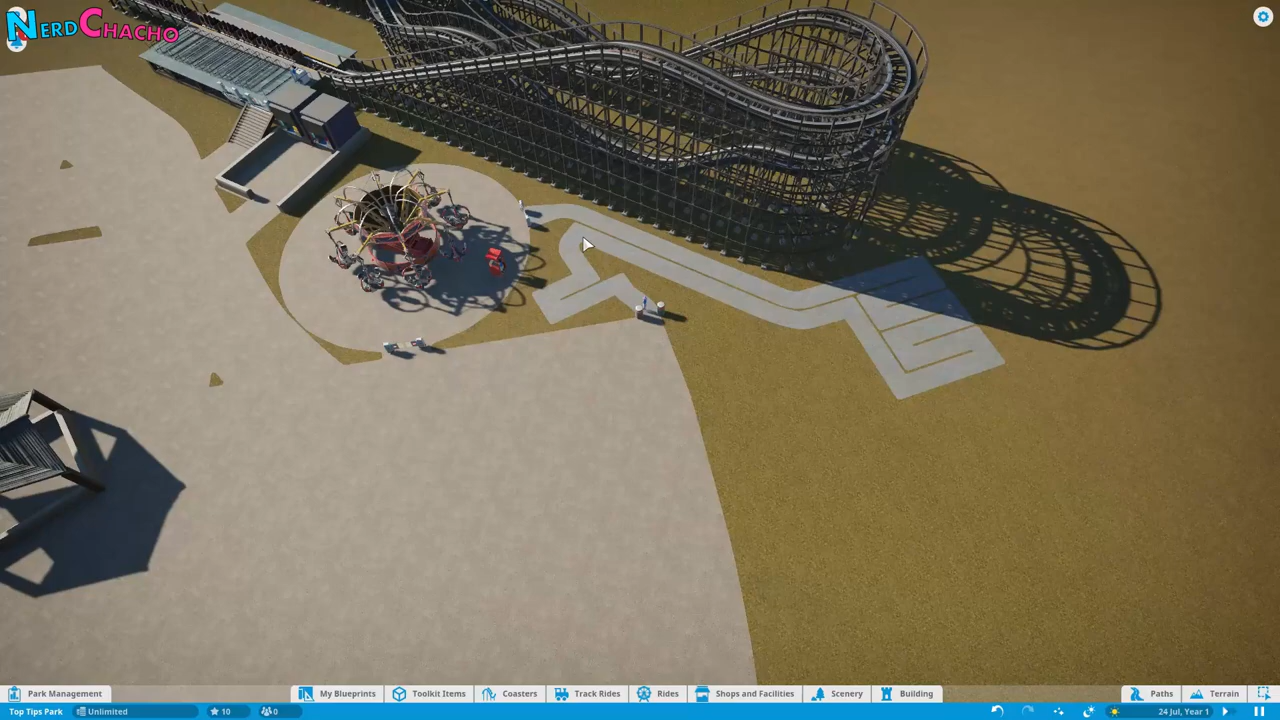 NERDCHACHO
Park Management
My Blueprints
Toolkit Items
Coasters
Track Rides
Rides
Shops and Facilities
Scenery
Building
Paths
Terrain
Top Tips Park
Unlimited
10
0
24 Jul, Year 1